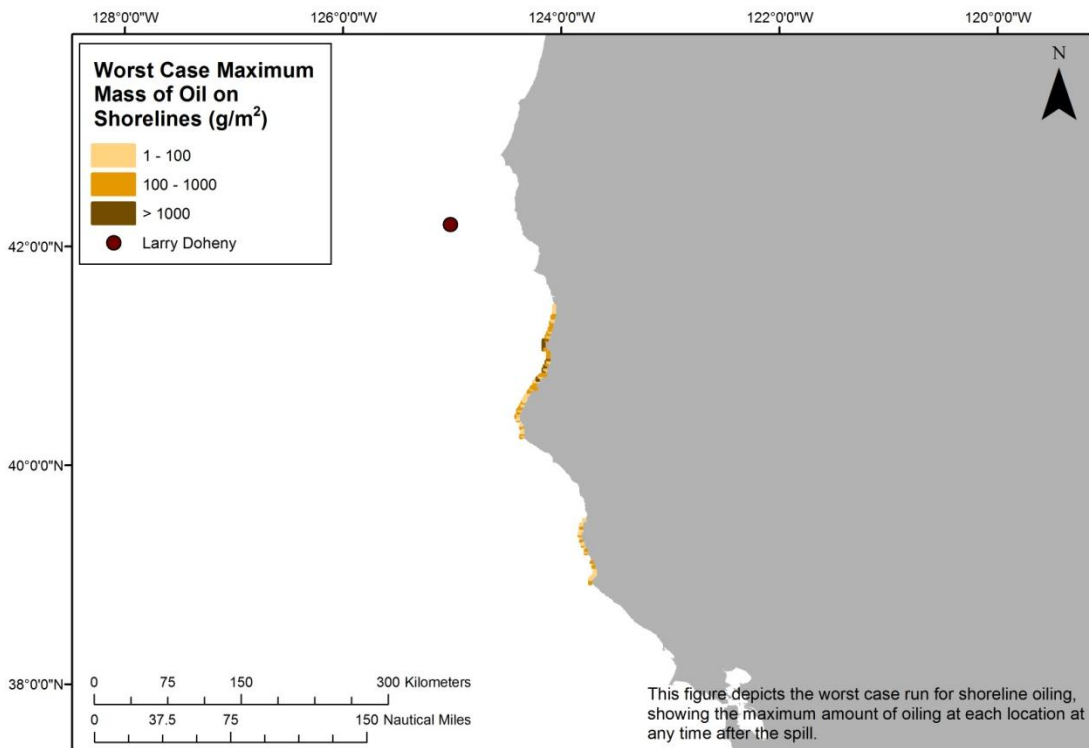 128°0'0"W 126°0'0"W 124°0'0"W 122°0'0"W 120°0'0"W
Worst Case Maximum
Mass of Oil on
Shorelines (g/m²)
1 - 100
100 - 1000
> 1000
Larry Doheny
N
42°0'0"N
40°0'0"N
38°0'0"N
0 75 150 300 Kilometers
0 37.5 75 150 Nautical Miles
This figure depicts the worst case run for shoreline oiling,
showing the maximum amount of oiling at each location at
any time after the spill.